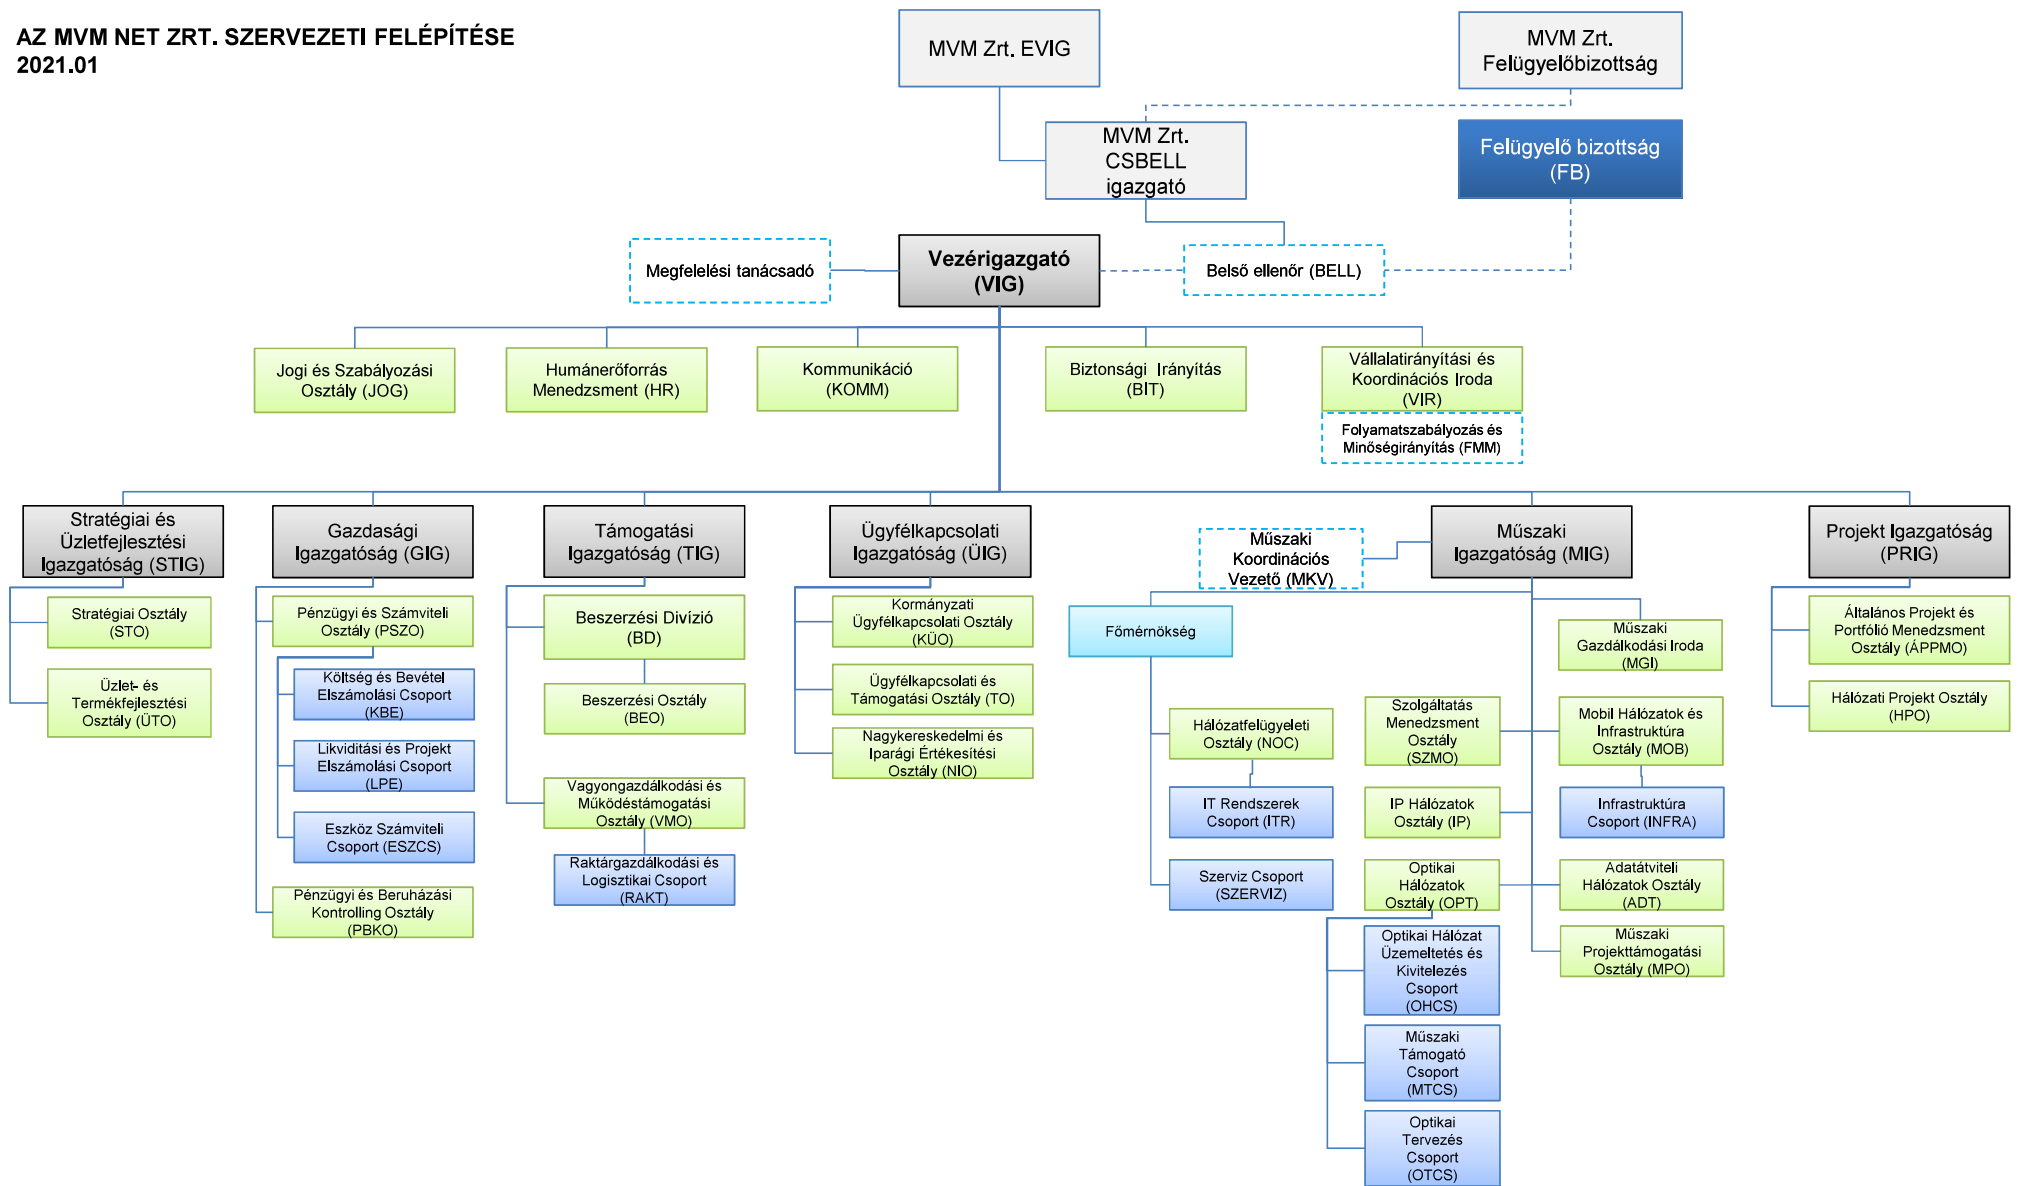 AZ MVM NET ZRT. SZERVEZETI FELÉPÍTÉSE
2021.01
MVM Zrt. EVIG
MVM Zrt.
Felügyelőbizottság
MVM Zrt.
CSBELL
igazgató
Felügyelő bizottság
(FB)
Megfelelési tanácsadó
Vezérigazgató
(VIG)
Belső ellenőr (BELL)
Jogi és Szabályozási
Osztály (JOG)
Humánerőforrás
Menedzsment (HR)
Kommunikáció
(KOMM)
Biztonsági Irányítás
(BIT)
Vállalatirányítási és
Koordinációs Iroda
(VIR)
Folyamatszabályozás és
Minőségirányítás (FMM)
Stratégiai és
Üzletfejlesztési
Igazgatóság (STIG)
Stratégiai Osztály
(STO)
Üzlet- és
Termékfejlesztési
Osztály (ÜTO)
Gazdasági
Igazgatóság (GIG)
Pénzügyi és Számviteli
Osztály (PSZO)
Költség és Bevétel
Elszámolási Csoport
(KBE)
Likviditási és Projekt
Elszámolási Csoport
(LPE)
Eszköz Számviteli
Csoport (ESZCS)
Pénzügyi és Beruházási
Kontrolling Osztály
(PBKO)
Támogatási
Igazgatóság (TIG)
Beszerzési Divízió
(BD)
Beszerzési Osztály
(BEO)
Vagyongazdálkodási és
Működéstámogatási
Osztály (VMO)
Raktárgazdálkodási és
Logisztikai Csoport
(RAKT)
Ügyfélkapcsolati
Igazgatóság (ÜIG)
Kormányzati
Ügyfélkapcsolati Osztály
(KÜO)
Ügyfélkapcsolati és
Támogatási Osztály (TO)
Nagykereskedelmi és
Iparági Értékesítési
Osztály (NIO)
Műszaki
Koordinációs
Vezető (MKV)
Műszaki
Igazgatóság (MIG)
Főmérnökség
Hálózatfelügyeleti
Osztály (NOC)
IT Rendszerek
Csoport (ITR)
Szerviz Csoport
(SZERVIZ)
Műszaki
Gazdálkodási Iroda
(MGI)
Szolgáltatás
Menedzsment
Osztály
(SZMO)
Mobil Hálózatok és
Infrastruktúra
Osztály (MOB)
IP Hálózatok
Osztály (IP)
Infrastruktúra
Csoport (INFRA)
Optikai
Hálózatok
Osztály (OPT)
Adatátviteli
Hálózatok Osztály
(ADT)
Műszaki
Projekttámogatási
Osztály (MPO)
Optikai Hálózat
Üzemeltetés és
Kivitelezés
Csoport
(OHCS)
Műszaki
Támogató
Csoport
(MTCS)
Optikai
Tervezés
Csoport
(OTCS)
Projekt Igazgatóság
(PRIG)
Általános Projekt és
Portfólió Menedzsment
Osztály (ÁPPMO)
Hálózati Projekt Osztály
(HPO)